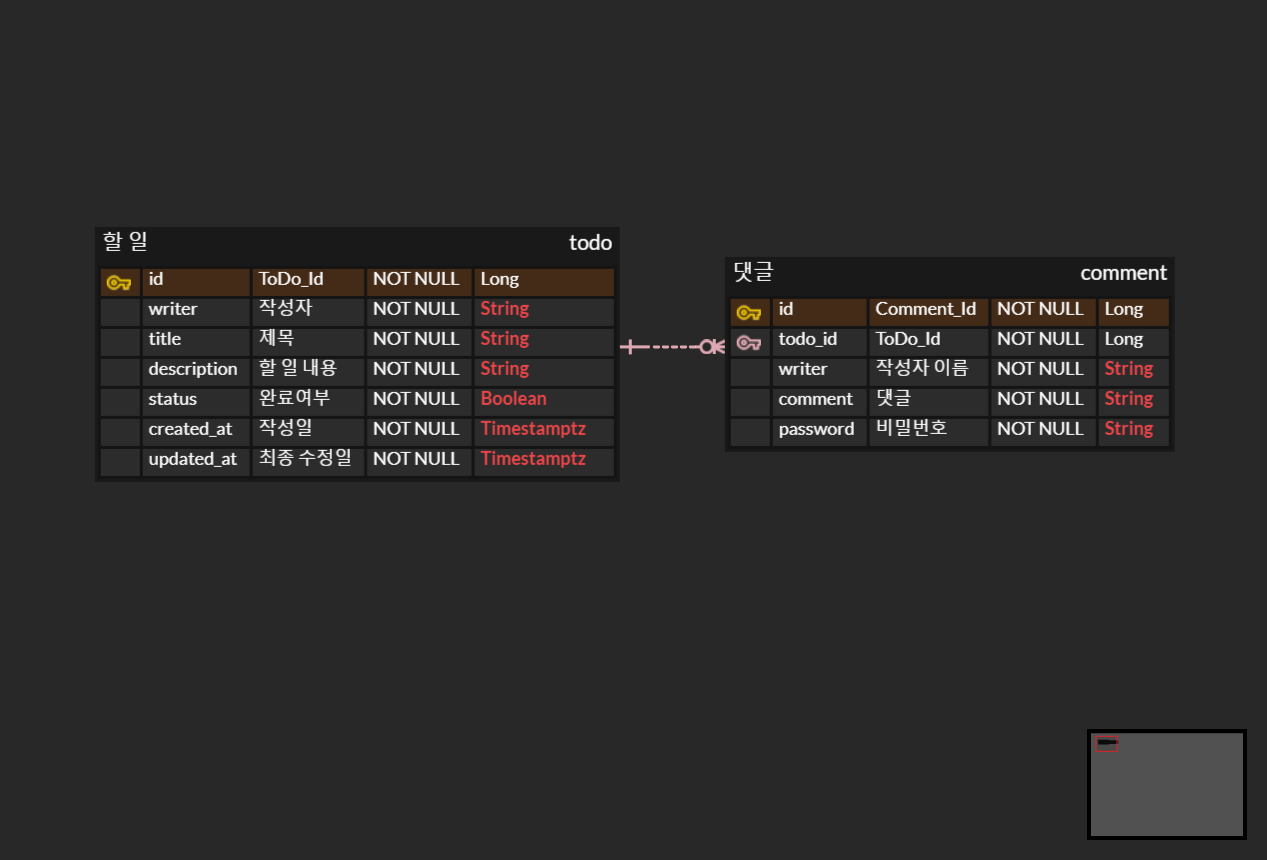 할 일 todo
id ToDo_Id NOT NULL Long
writer 작성자 NOT NULL String
title 제목 NOT NULL String
description 할 일 내용 NOT NULL String
status 완료여부 NOT NULL Boolean
created_at 작성일 NOT NULL Timestamptz
updated_at 최종 수정일 NOT NULL Timestamptz
댓글 comment
id Comment_Id NOT NULL Long
todo_id ToDo_Id NOT NULL Long
writer 작성자 이름 NOT NULL String
comment 댓글 NOT NULL String
password 비밀번호 NOT NULL String